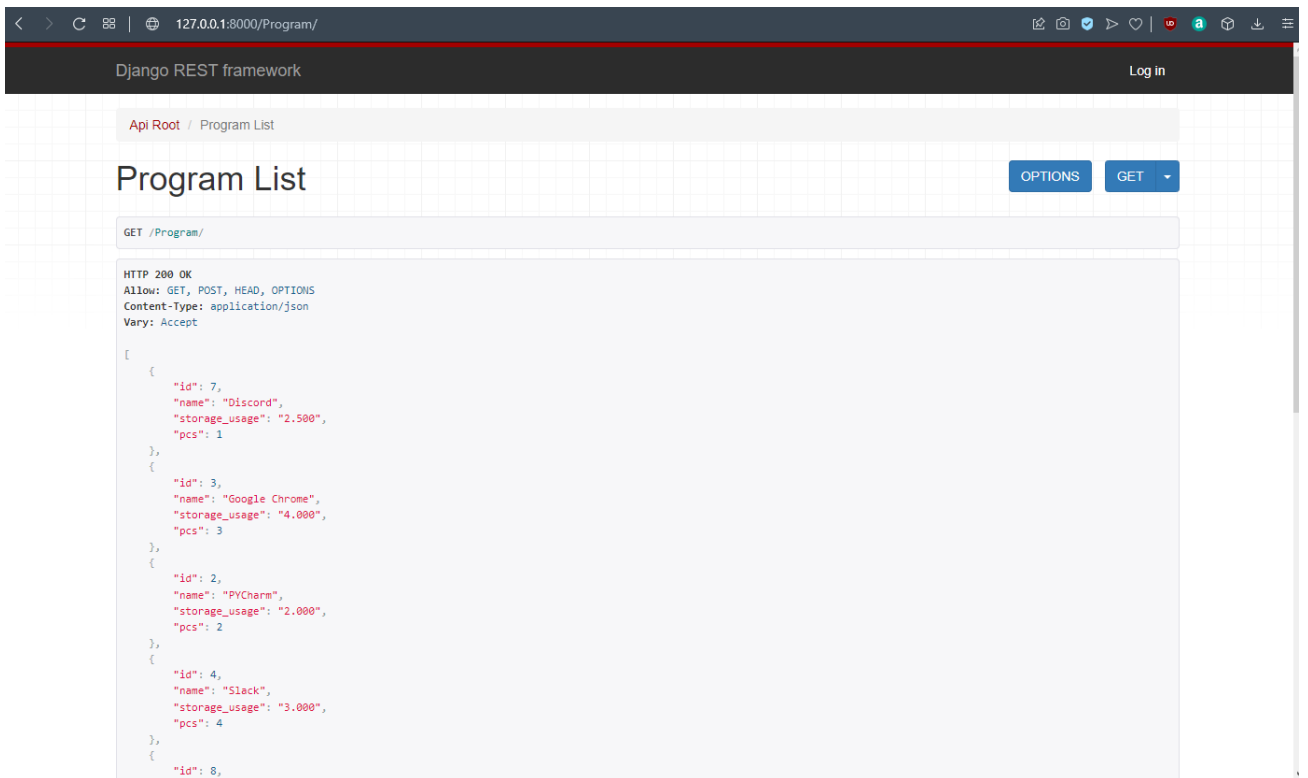 127.0.0.1:8000/Program/
Django REST framework
Log in
Api Root / Program List
Program List
OPTIONS
GET
GET /Program/
HTTP 200 OK
Allow: GET, POST, HEAD, OPTIONS
Content-Type: application/json
Vary: Accept
[
    {
        "id": 7,
        "name": "Discord",
        "storage_usage": "2.500",
        "pcs": 1
    },
    {
        "id": 3,
        "name": "Google Chrome",
        "storage_usage": "4.000",
        "pcs": 3
    },
    {
        "id": 2,
        "name": "PYCharm",
        "storage_usage": "2.000",
        "pcs": 2
    },
    {
        "id": 4,
        "name": "Slack",
        "storage_usage": "3.000",
        "pcs": 4
    },
    {
        "id": 8,